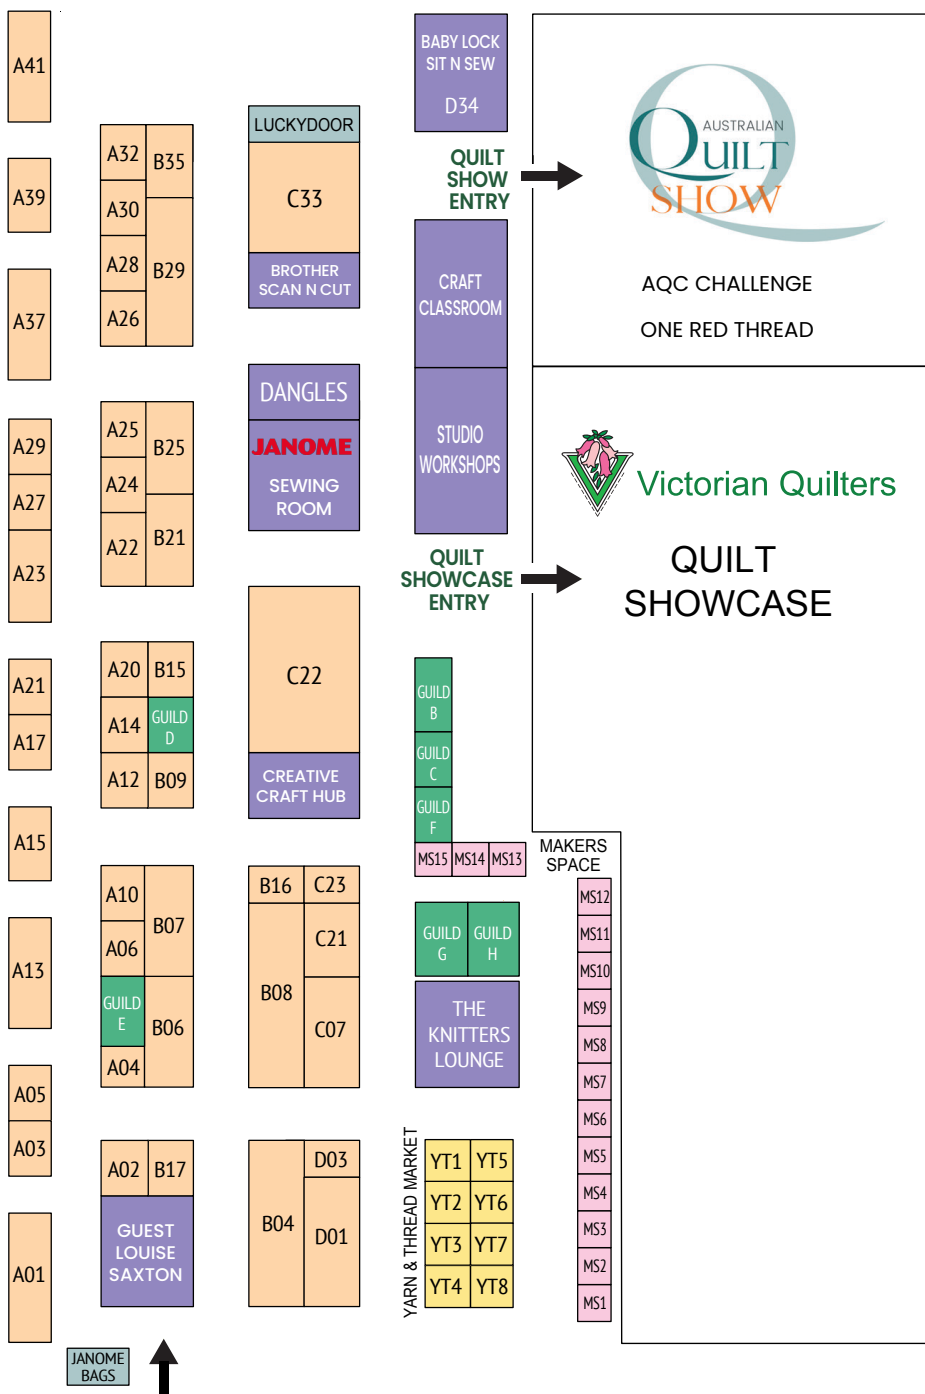 A41
A39
A37
A29
A27
A23
A21
A17
A15
A13
A05
A03
A01
JANOME
BAGS
A32
B35
A30
A28
B29
A26
A25
B25
A24
A22
B21
A20
B15
A14
GUILD
D
A12
B09
A10
B07
A06
GUILD
E
B06
A04
A02
B17
GUEST
LOUISE
SAXTON
LUCKYDOOR
C33
BROTHER
SCAN N CUT
DANGLES
JANOME
SEWING
ROOM
C22
CREATIVE
CRAFT HUB
B16
C23
C21
B08
C07
D03
B04
D01
BABY LOCK
SIT N SEW
D34
QUILT
SHOW
ENTRY
CRAFT
CLASSROOM
STUDIO
WORKSHOPS
QUILT
SHOWCASE
ENTRY
GUILD
B
GUILD
C
GUILD
F
MS15
MS14
MS13
GUILD
G
GUILD
H
THE
KNITTERS
LOUNGE
YARN & THREAD MARKET
YT1
YT5
YT2
YT6
YT3
YT7
YT4
YT8
MAKERS
SPACE
MS12
MS11
MS10
MS9
MS8
MS7
MS6
MS5
MS4
MS3
MS2
MS1
AUSTRALIAN
QUILT
SHOW
AQC CHALLENGE
ONE RED THREAD
Victorian Quilters
QUILT
SHOWCASE